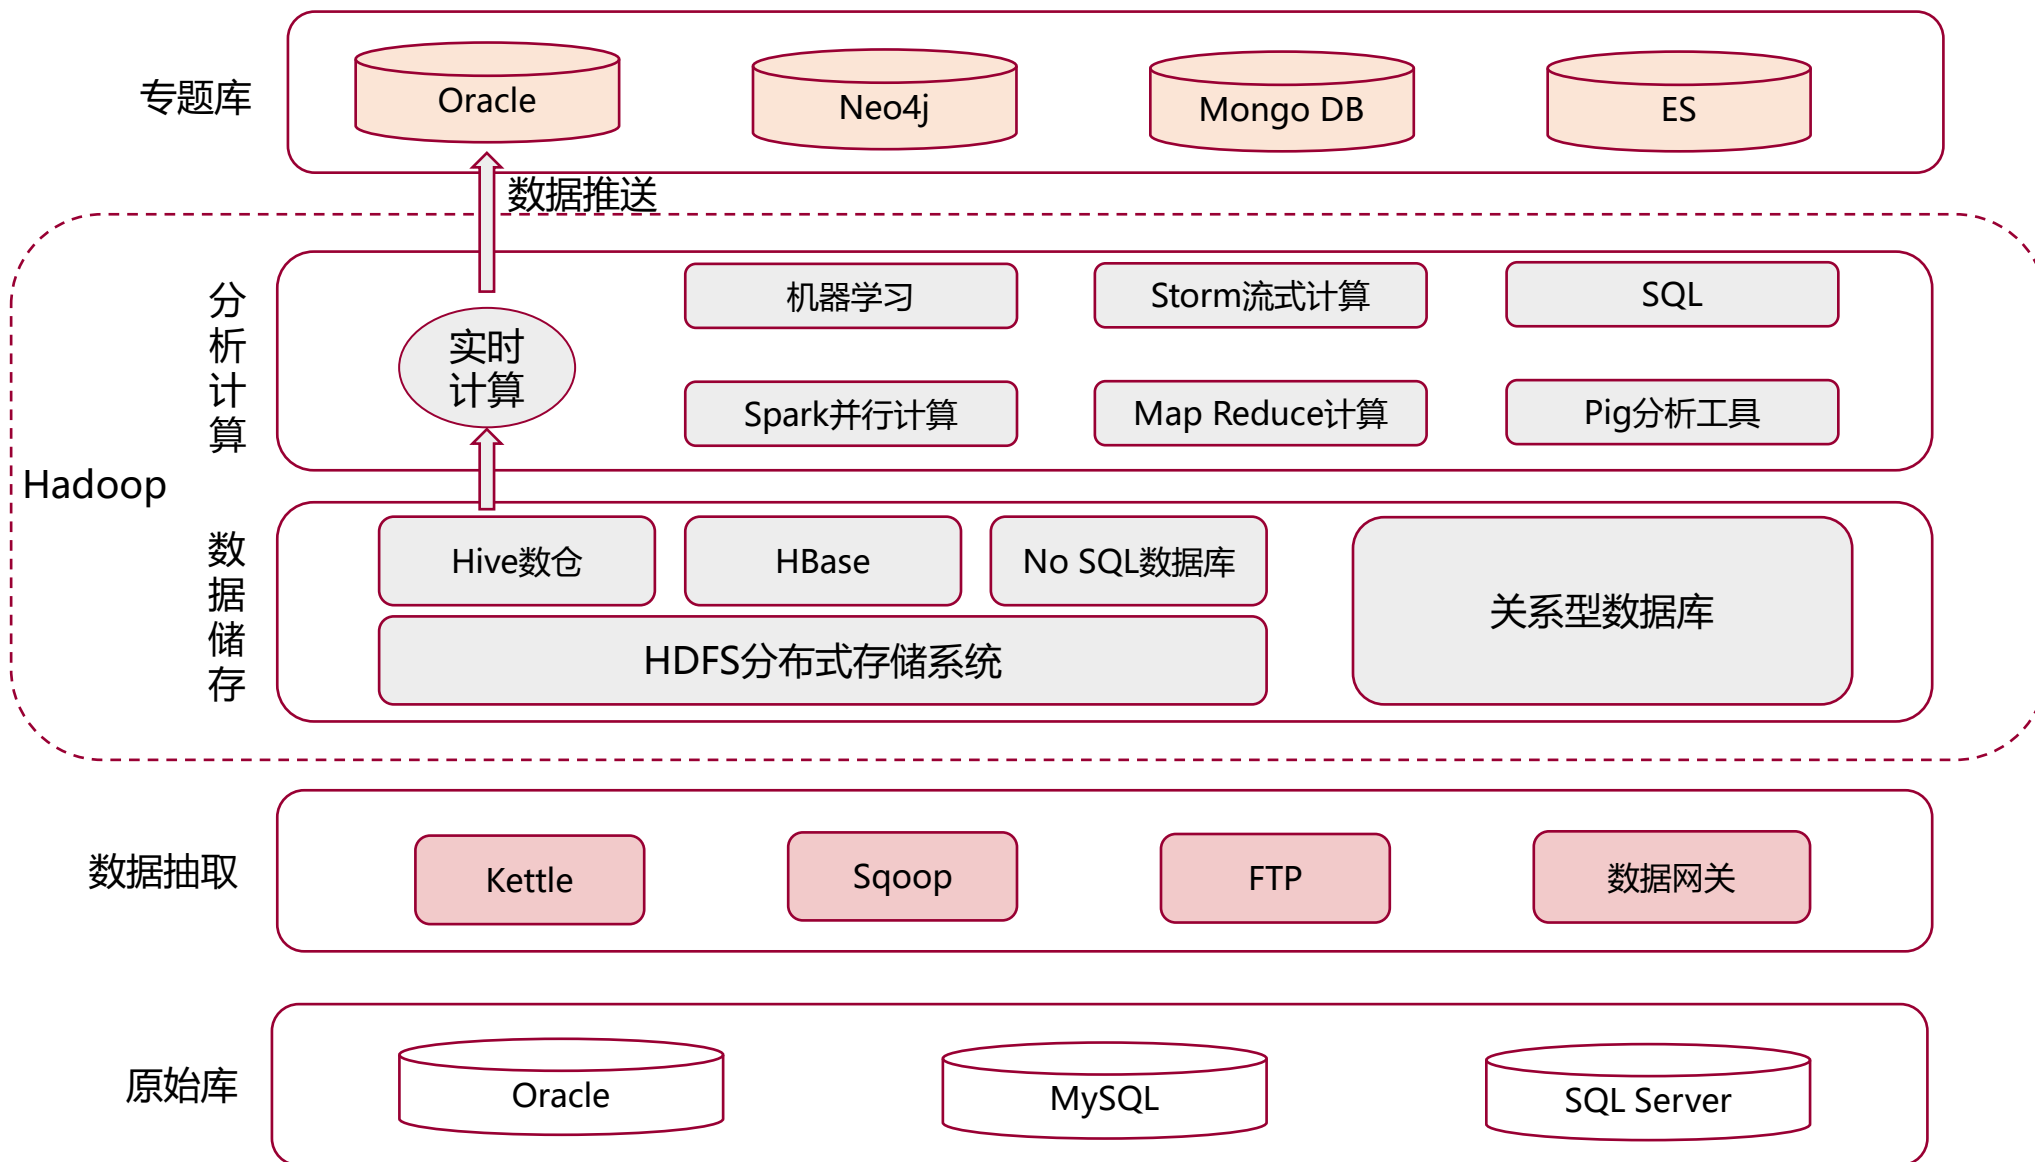 专题库
Oracle
Neo4j
Mongo DB
ES
数据推送
Hadoop
分析计算
实时
计算
机器学习
Storm流式计算
SQL
Spark并行计算
Map Reduce计算
Pig分析工具
数据储存
Hive数仓
HBase
No SQL数据库
关系型数据库
HDFS分布式存储系统
数据抽取
Kettle
Sqoop
FTP
数据网关
原始库
Oracle
MySQL
SQL Server